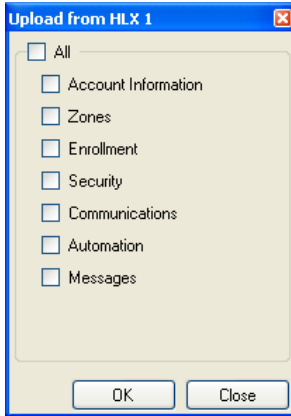 Upload from HLX 1
All
Account Information
Zones
Enrollment
Security
Communications
Automation
Messages
OK Close